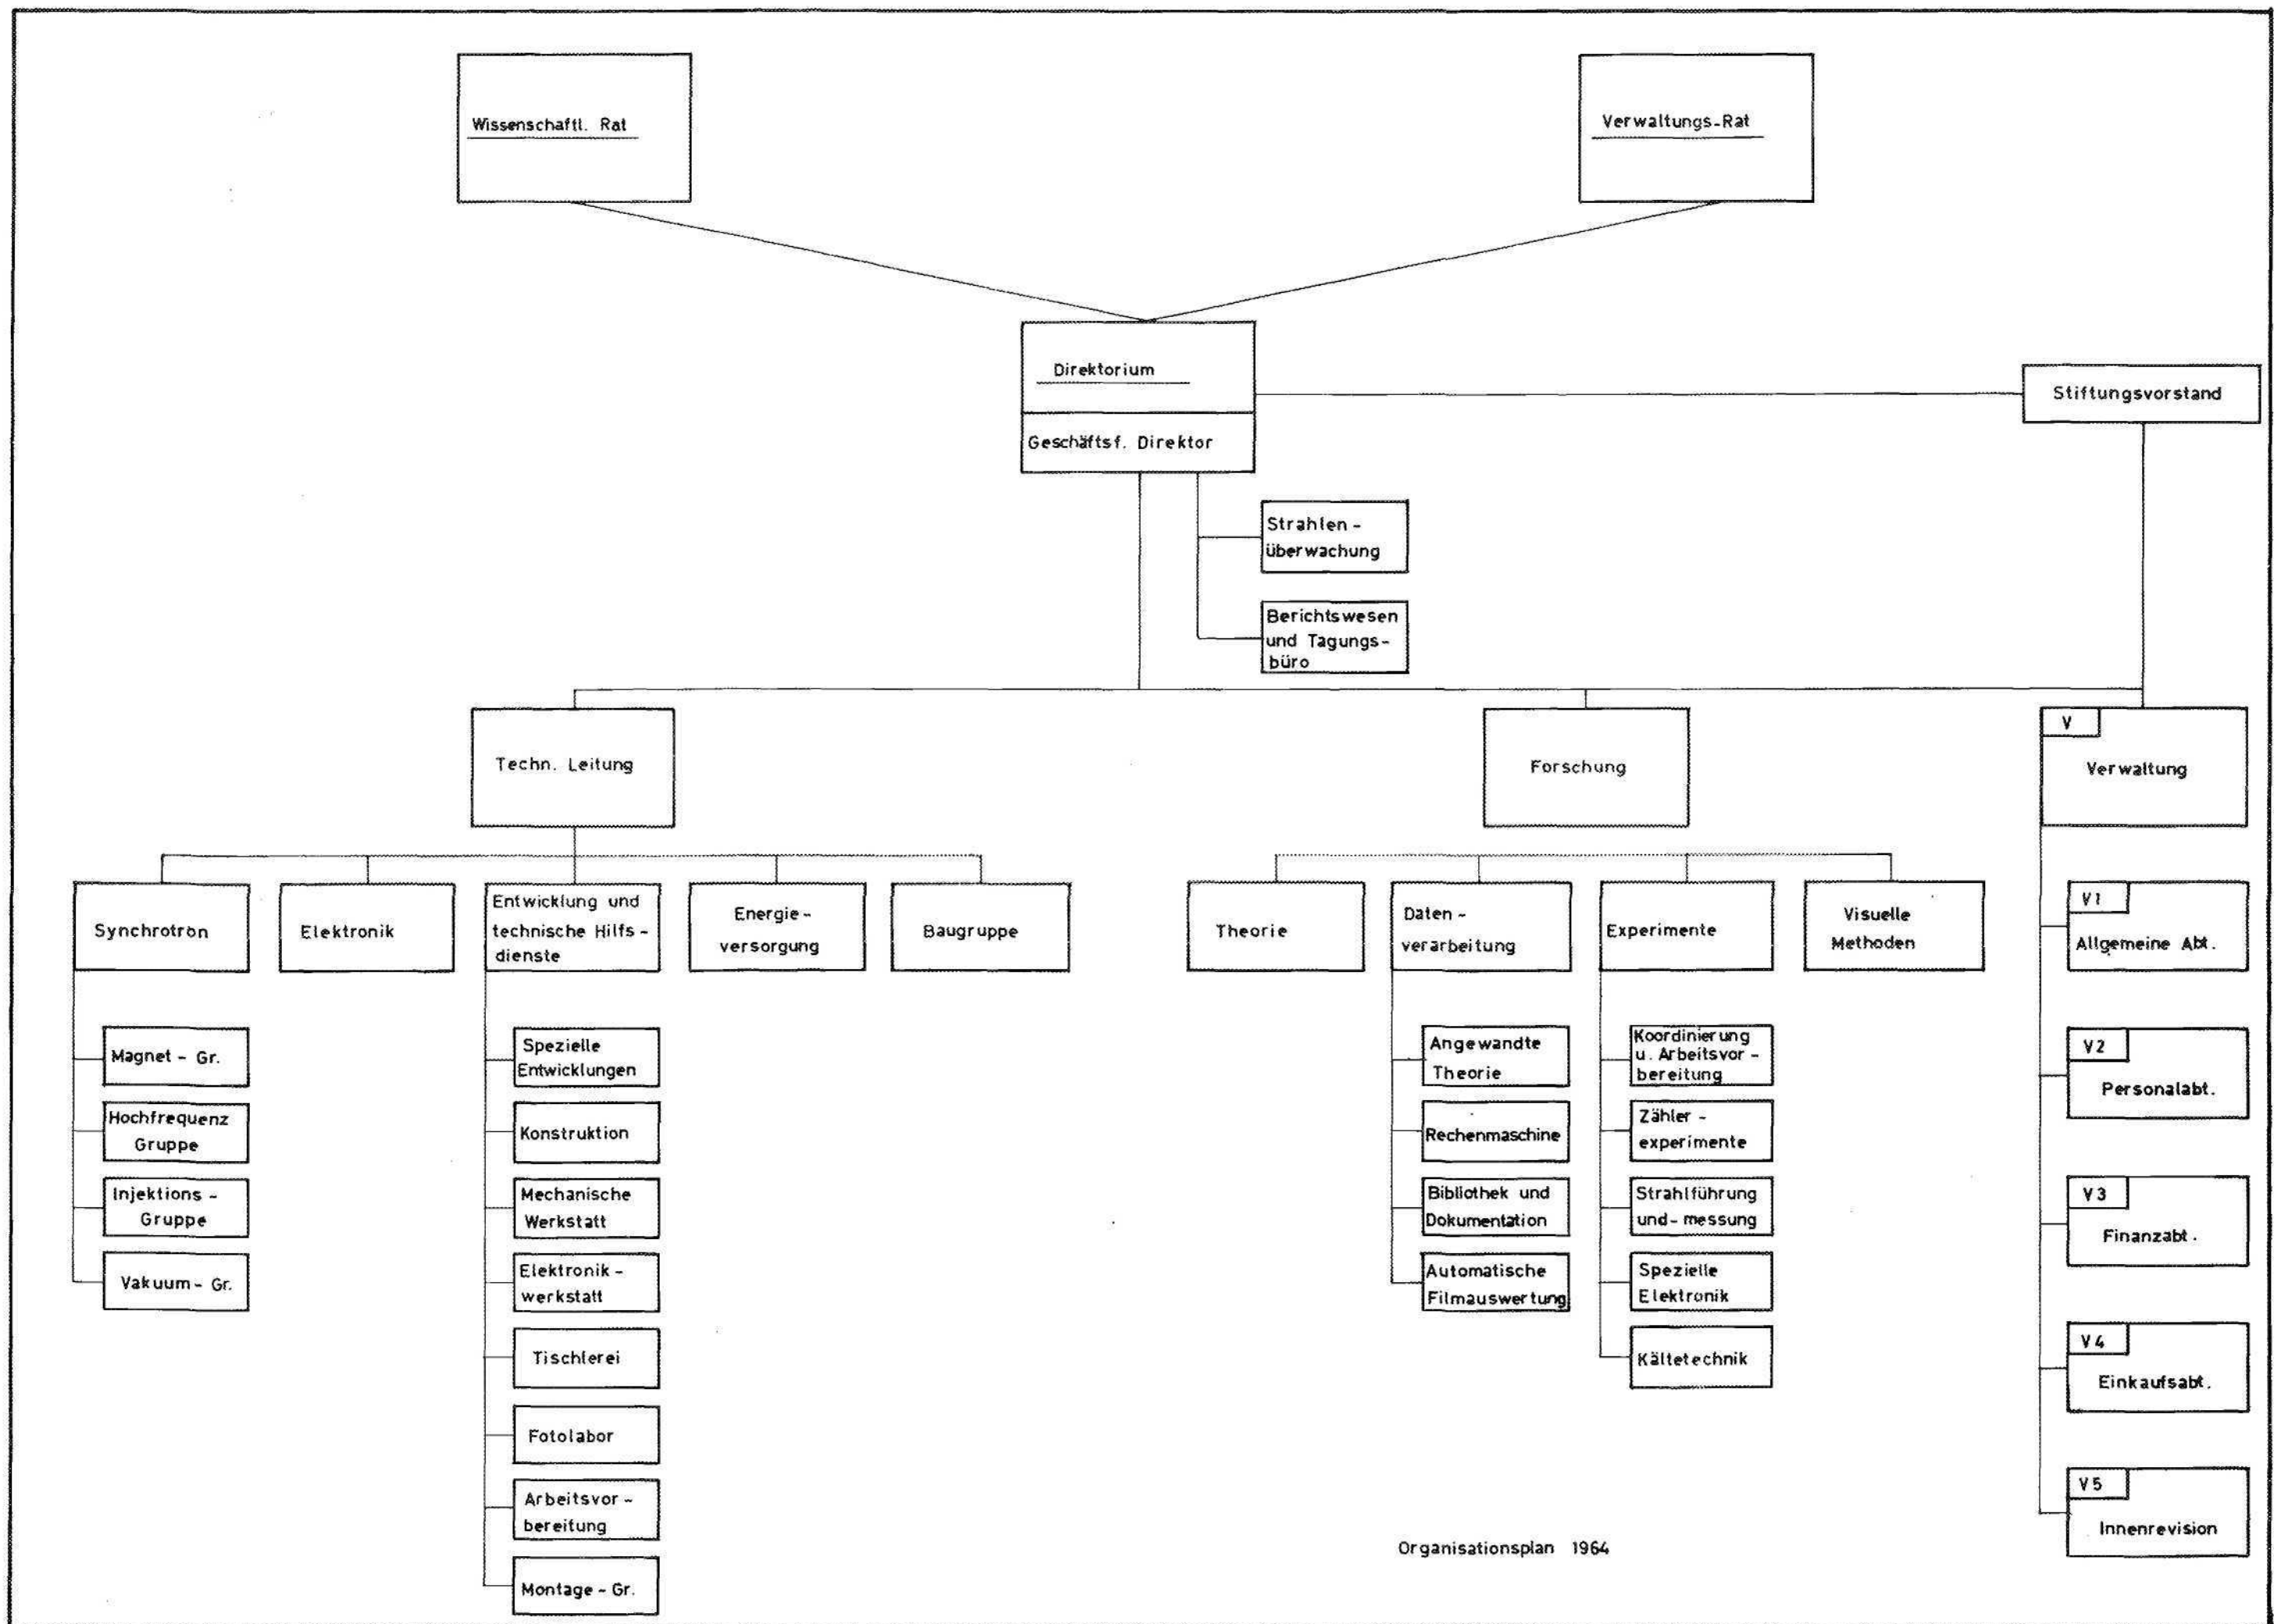 Wissenschaftl. Rat
Verwaltungs-Rat
Direktorium
Geschäftsf. Direktor
Stiftungsvorstand
Strahlen-
überwachung
Berichtswesen
und Tagungs-
büro
Techn. Leitung
Forschung
V
Verwaltung
Synchrotron
Elektronik
Entwicklung und
technische Hilfs-
dienste
Energie-
versorgung
Baugruppe
Theorie
Daten-
verarbeitung
Experimente
Visuelle
Methoden
Magnet-Gr.
Hochfrequenz
Gruppe
Injektions-
Gruppe
Vakuum-Gr.
Spezielle
Entwicklungen
Konstruktion
Mechanische
Werkstatt
Elektronik-
werkstatt
Tischlerei
Fotolabor
Arbeitsvor-
bereitung
Montage-Gr.
Angewandte
Theorie
Rechenmaschine
Bibliothek und
Dokumentation
Automatische
Filmauswertung
Koordinierung
u. Arbeitsvor-
bereitung
Zähler-
experimente
Strahlführung
und-messung
Spezielle
Elektronik
Kältetechnik
V1
Allgemeine Abt.
V2
Personalabt.
V3
Finanzabt.
V4
Einkaufsabt.
V5
Innenrevision
Organisationsplan 1964